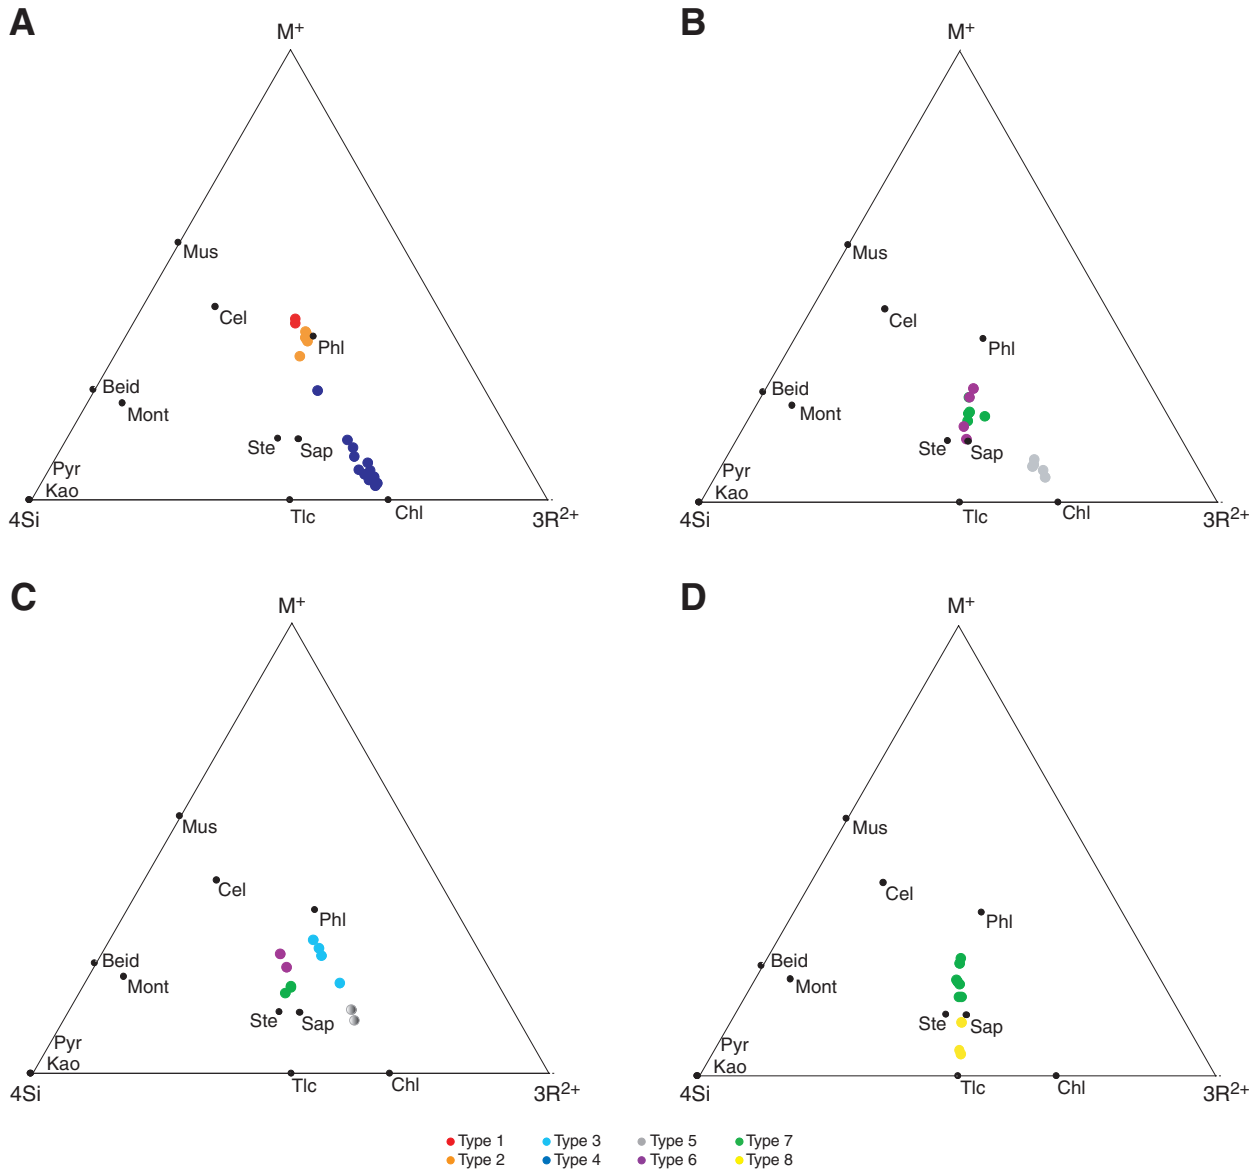 A
B
M⁺
M⁺
Mus
Mus
Cel
Cel
Phl
Phl
Beid
Beid
Mont
Mont
Ste
Sap
Ste
Sap
Pyr
Pyr
Kao
Kao
4Si
Tlc
Chl
3R²⁺
4Si
Tlc
Chl
3R²⁺
C
D
M⁺
M⁺
Mus
Mus
Cel
Cel
Phl
Phl
Beid
Beid
Mont
Mont
Ste
Sap
Ste
Sap
Pyr
Pyr
Kao
Kao
4Si
Tlc
Chl
3R²⁺
4Si
Tlc
Chl
3R²⁺
Type 1 Type 3 Type 5 Type 7
Type 2 Type 4 Type 6 Type 8